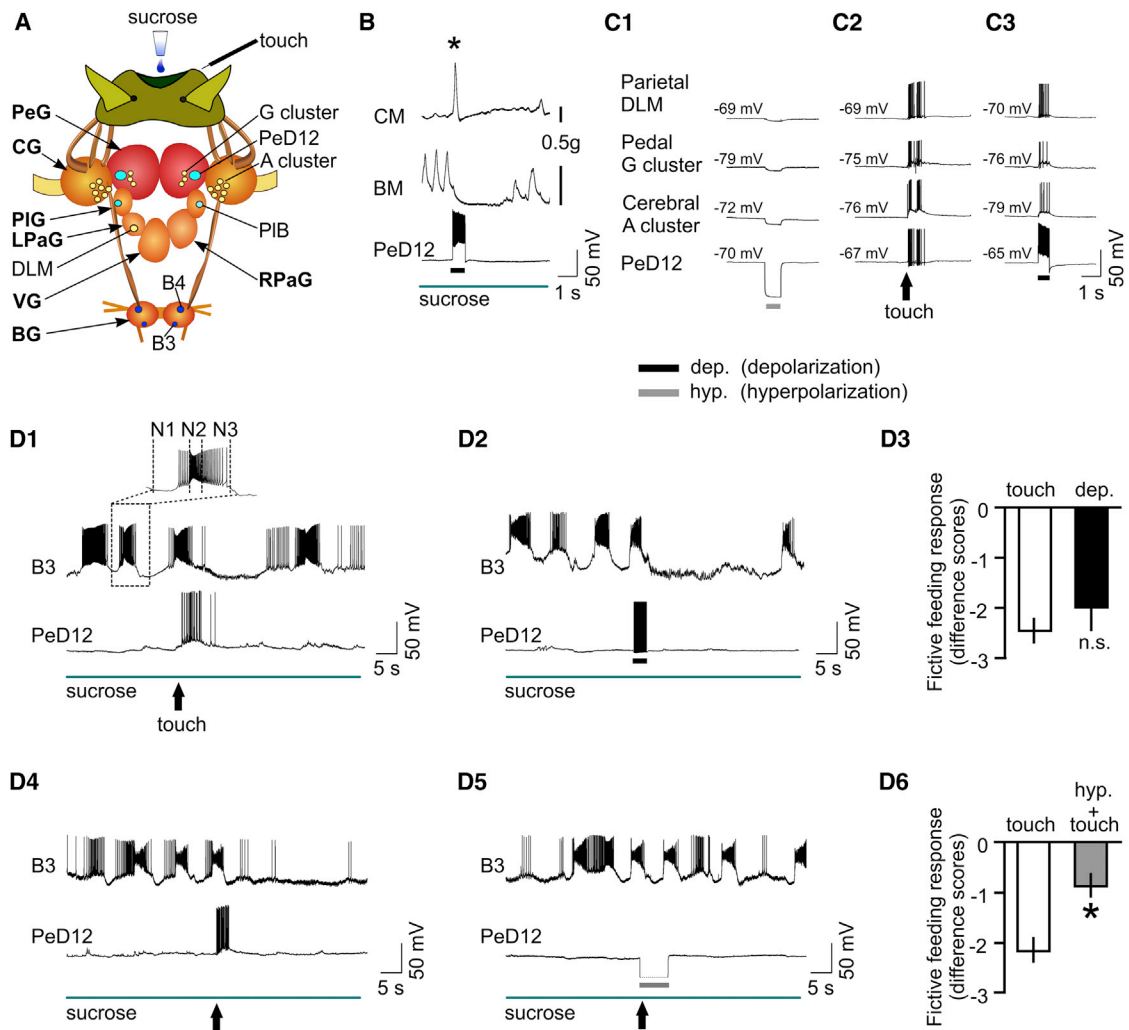 A
sucrose
touch
PeG
CG
PlG
LPaG
DLM
VG
BG
G cluster
PeD12
A cluster
PlB
RPaG
B4
B3
B
*
CM
0.5g
BM
PeD12
50 mV
1 s
sucrose
C1
C2
C3
Parietal
DLM
-69 mV
-69 mV
-70 mV
Pedal
G cluster
-79 mV
-75 mV
-76 mV
Cerebral
A cluster
-72 mV
-76 mV
-79 mV
PeD12
-70 mV
-67 mV
-65 mV
touch
50 mV
1 s
dep. (depolarization)
hyp. (hyperpolarization)
D1
N1 N2 N3
B3
PeD12
50 mV
5 s
sucrose
touch
D2
B3
PeD12
50 mV
5 s
sucrose
D3
touch
dep.
0
-1
-2
-3
n.s.
Fictive feeding response
(difference scores)
D4
B3
PeD12
50 mV
5 s
sucrose
D5
B3
PeD12
50 mV
5 s
sucrose
D6
touch
hyp.
+
touch
0
-1
-2
-3
*
Fictive feeding response
(difference scores)